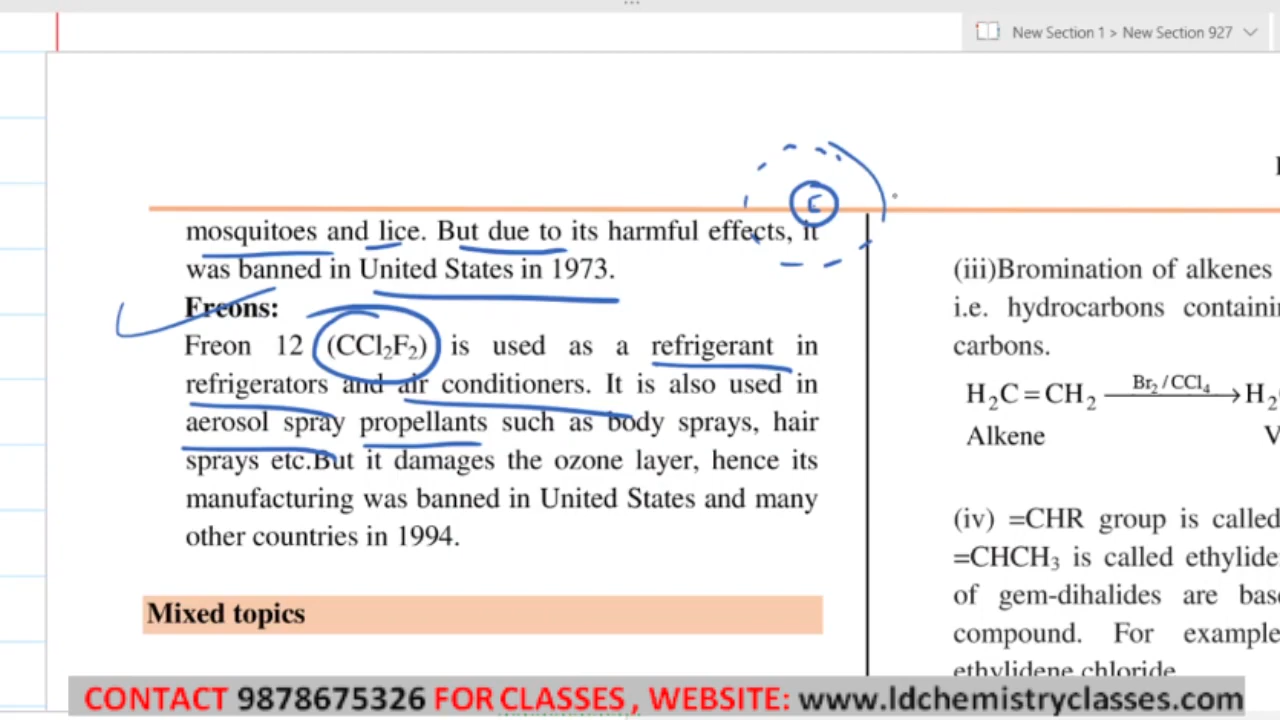 New Section 1 > New Section 927
mosquitoes and lice. But due to its harmful effects, it
was banned in United States in 1973.
Freons:
Freon 12 (CCl₂F₂) is used as a refrigerant in
refrigerators and air conditioners. It is also used in
aerosol spray propellants such as body sprays, hair
sprays etc.But it damages the ozone layer, hence its
manufacturing was banned in United States and many
other countries in 1994.
Mixed topics
(iii)Bromination of alkenes
i.e. hydrocarbons containin
carbons.
Br₂ / CCl₄
H₂C = CH₂ ⟶ H₂C
Alkene V
(iv) =CHR group is called
=CHCH₃ is called ethylide
of gem-dihalides are base
compound. For example
ethylidene chloride
CONTACT 9878675326 FOR CLASSES , WEBSITE: www.ldchemistryclasses.com